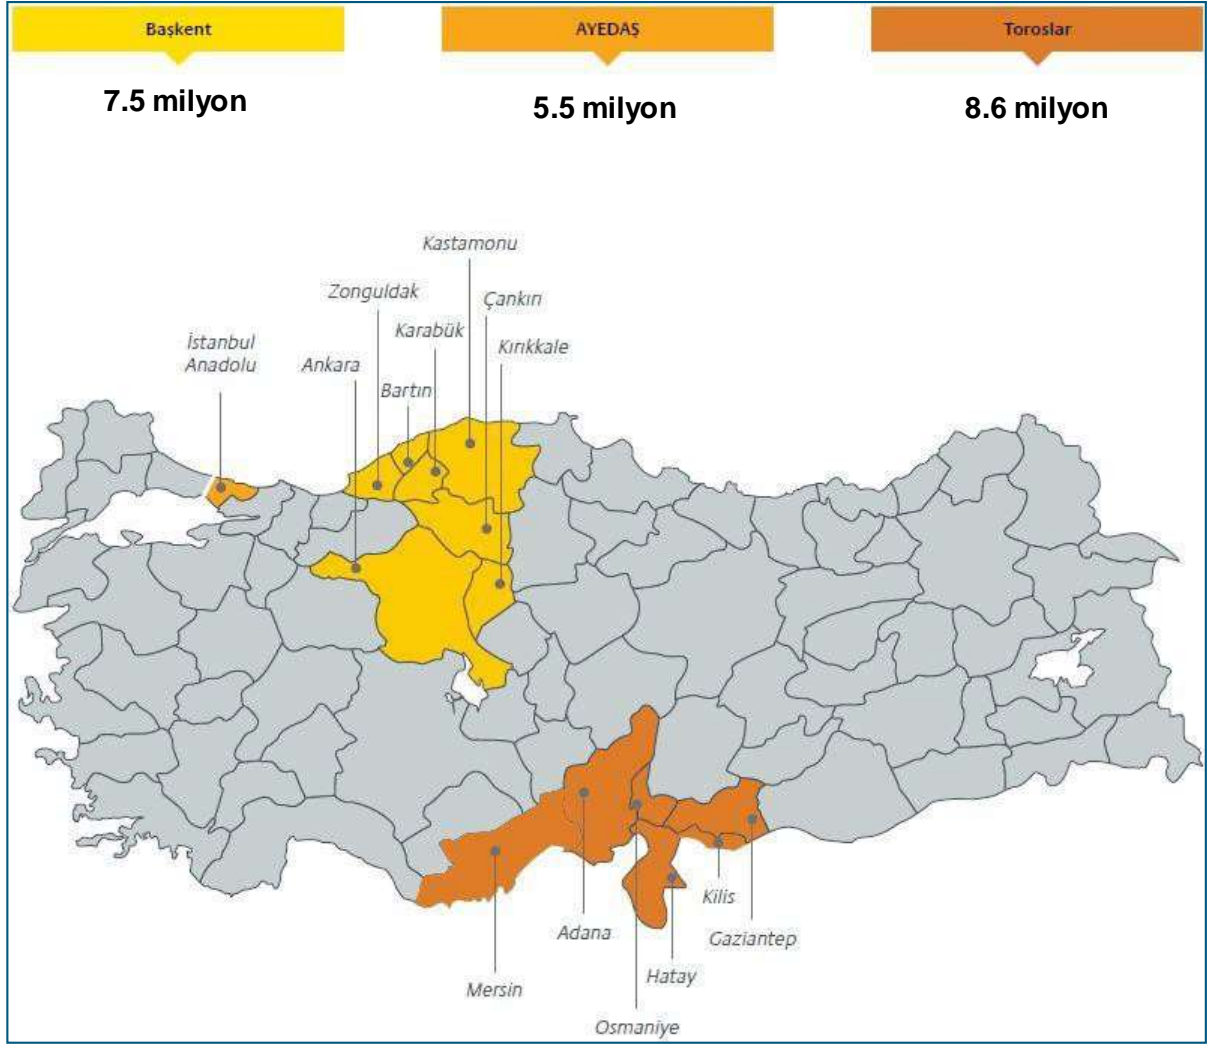 Başkent
AYEDAŞ
Toroslar
7.5 milyon
5.5 milyon
8.6 milyon
Kastamonu
Zonguldak
Çankırı
Karabük
İstanbul
Anadolu
Ankara
Kırıkkale
Bartın
Kilis
Adana
Gaziantep
Hatay
Mersin
Osmaniye